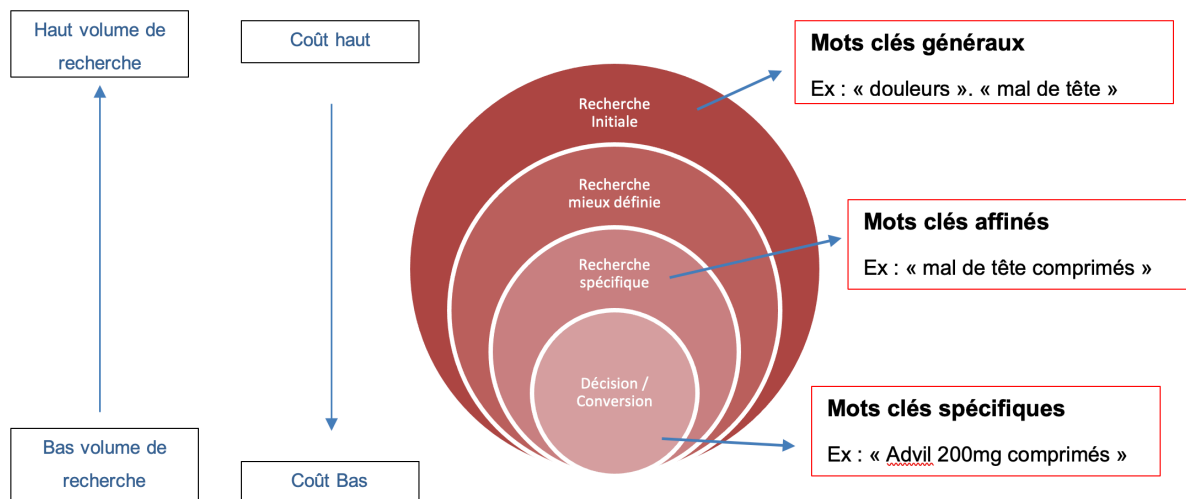 Haut volume de
recherche
Coût haut
Mots clés généraux
Ex : « douleurs ». « mal de tête »
Recherche
Initiale
Recherche
mieux définie
Mots clés affinés
Ex : « mal de tête comprimés »
Recherche
spécifique
Décision /
Conversion
Mots clés spécifiques
Ex : « Advil 200mg comprimés »
Bas volume de
recherche
Coût Bas